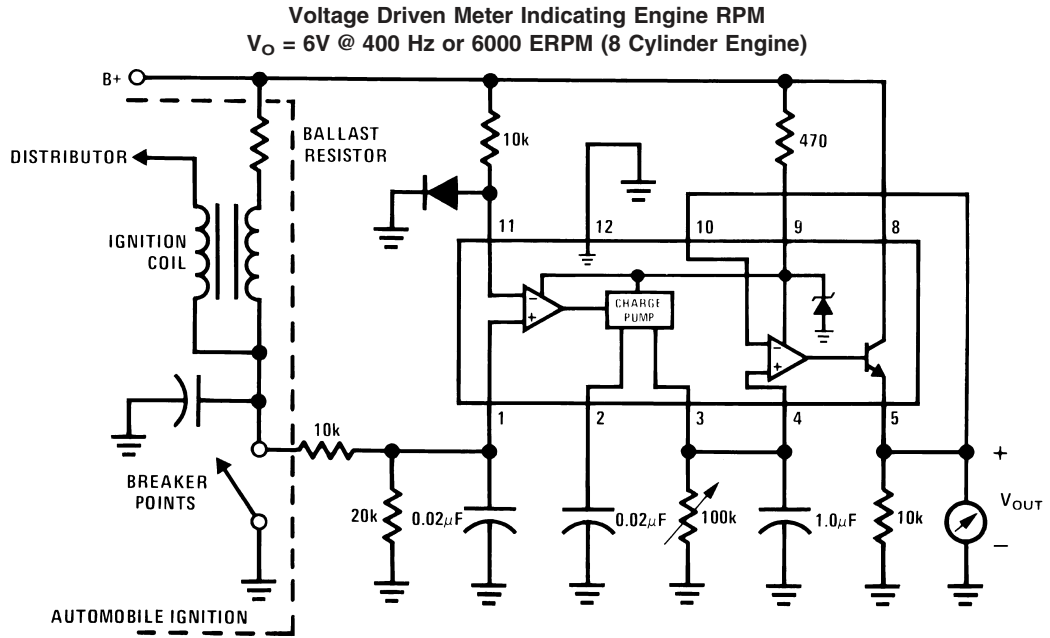 Voltage Driven Meter Indicating Engine RPM
V_O = 6V @ 400 Hz or 6000 ERPM (8 Cylinder Engine)
B+
BALLAST
RESISTOR
10k
470
DISTRIBUTOR
11
12
10
9
8
IGNITION
COIL
CHARGE
PUMP
−
+
−
+
1
2
3
4
5
10k
BREAKER
POINTS
20k
0.02μF
0.02μF
100k
1.0μF
10k
+
V_OUT
−
AUTOMOBILE IGNITION